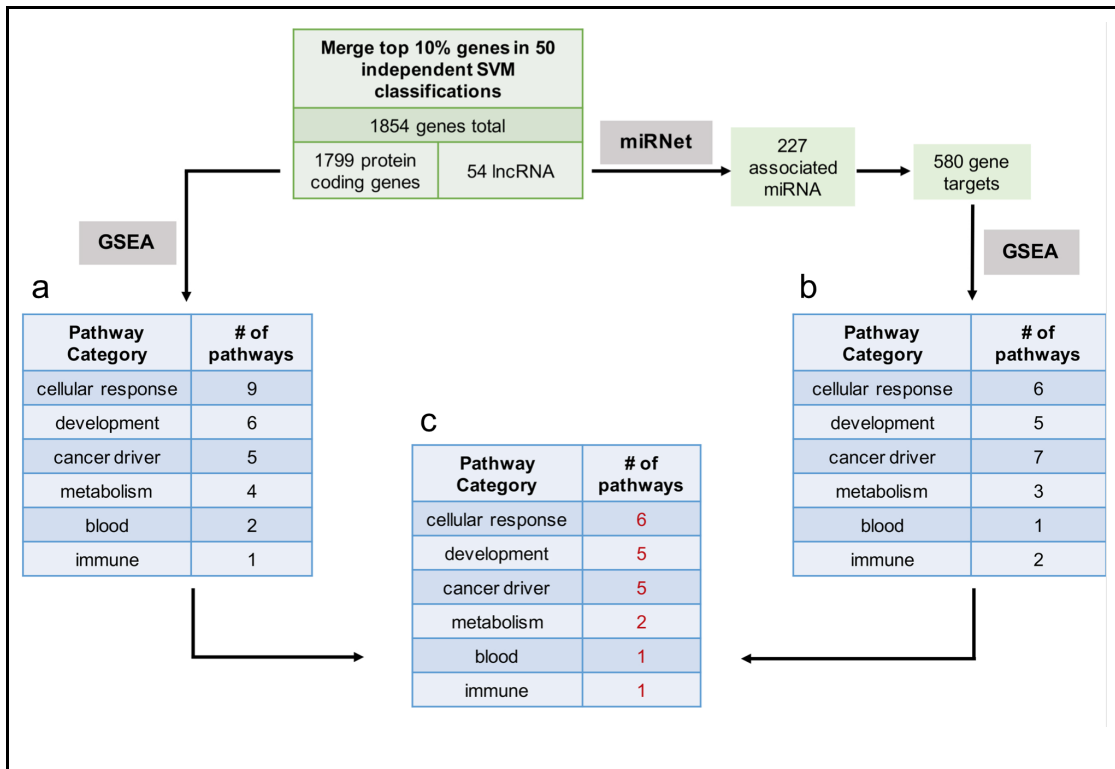 Merge top 10% genes in 50
independent SVM
classifications
1854 genes total
1799 protein
coding genes
54 lncRNA
miRNet
227
associated
miRNA
580 gene
targets
GSEA
GSEA
a
Pathway
Category
# of
pathways
cellular response 9
development 6
cancer driver 5
metabolism 4
blood 2
immune 1
b
Pathway
Category
# of
pathways
cellular response 6
development 5
cancer driver 7
metabolism 3
blood 1
immune 2
c
Pathway
Category
# of
pathways
cellular response 6
development 5
cancer driver 5
metabolism 2
blood 1
immune 1